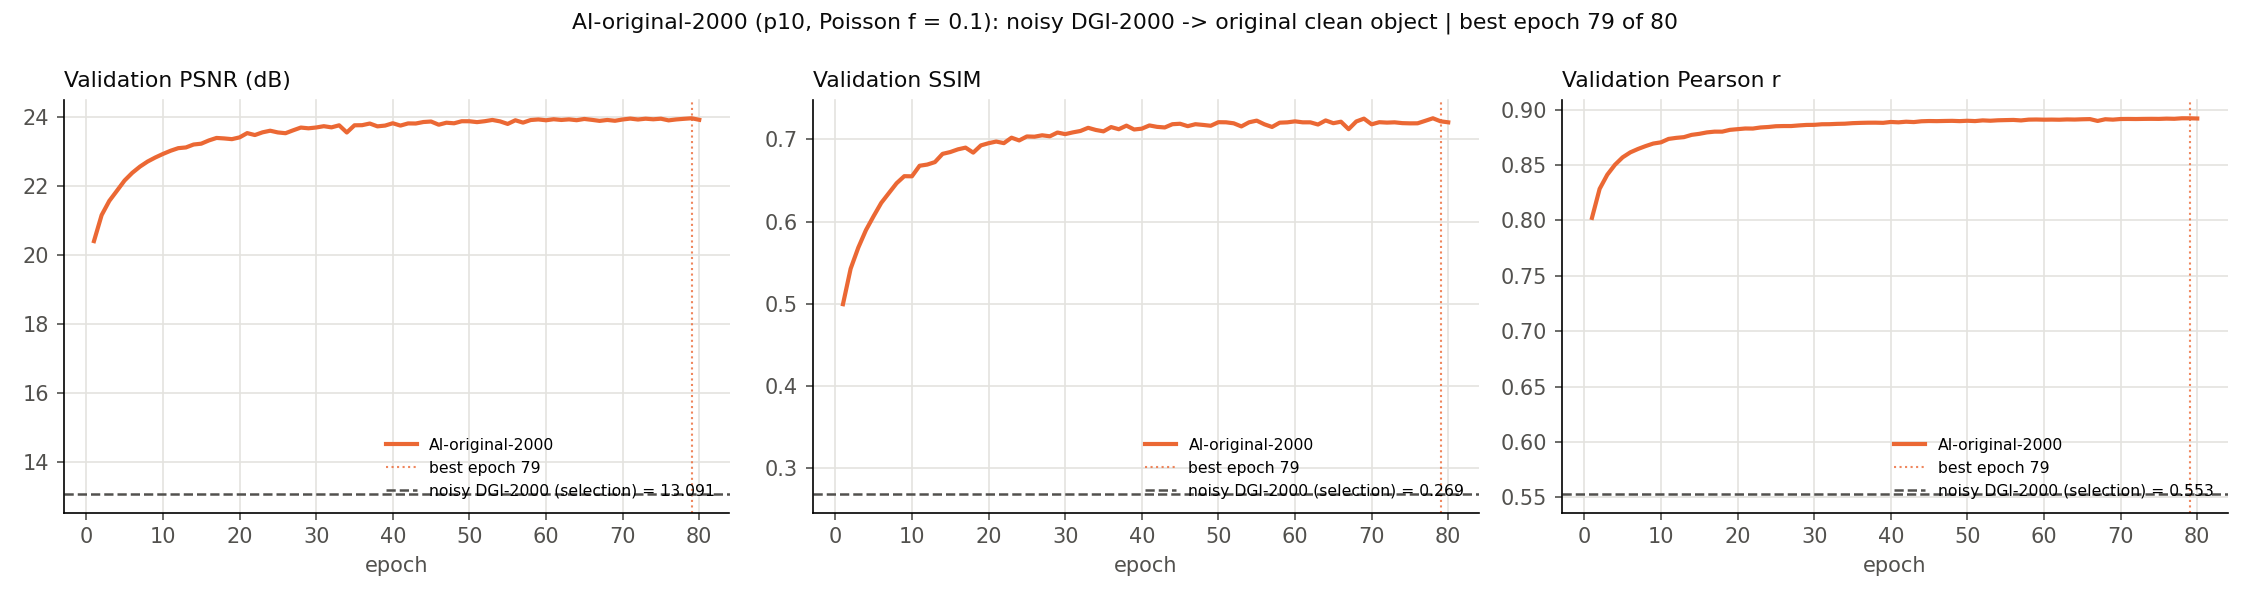 AI-original-2000 (p10, Poisson f = 0.1): noisy DGI-2000 -> original clean object | best epoch 79 of 80
Validation PSNR (dB)
24
22
20
18
16
14
0 10 20 30 40 50 60 70 80
epoch
AI-original-2000
best epoch 79
noisy DGI-2000 (selection) = 13.091
Validation SSIM
0.7
0.6
0.5
0.4
0.3
0 10 20 30 40 50 60 70 80
epoch
AI-original-2000
best epoch 79
noisy DGI-2000 (selection) = 0.269
Validation Pearson r
0.90
0.85
0.80
0.75
0.70
0.65
0.60
0.55
0 10 20 30 40 50 60 70 80
epoch
AI-original-2000
best epoch 79
noisy DGI-2000 (selection) = 0.553